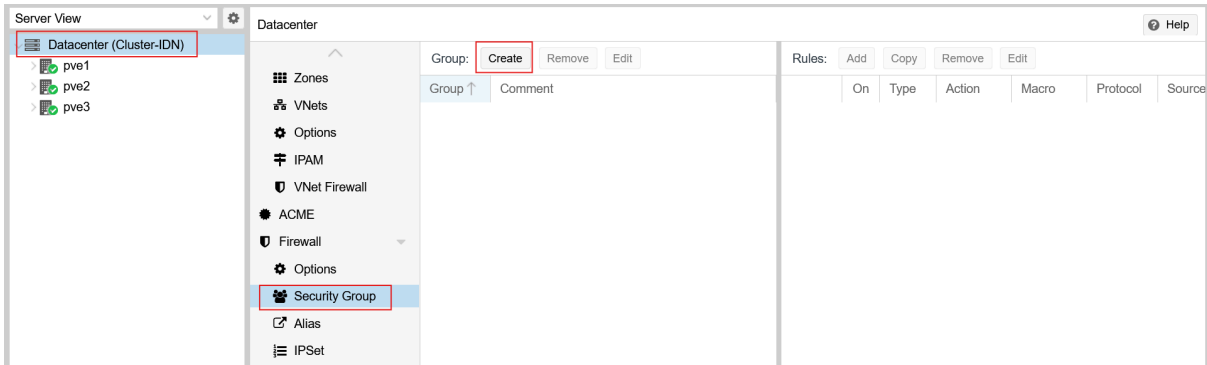 Server View
Datacenter (Cluster-IDN)
pve1
pve2
pve3
Datacenter
Help
Zones
VNets
Options
IPAM
VNet Firewall
ACME
Firewall
Options
Security Group
Alias
IPSet
Group: Create Remove Edit
Group Comment
Rules: Add Copy Remove Edit
On Type Action Macro Protocol Source